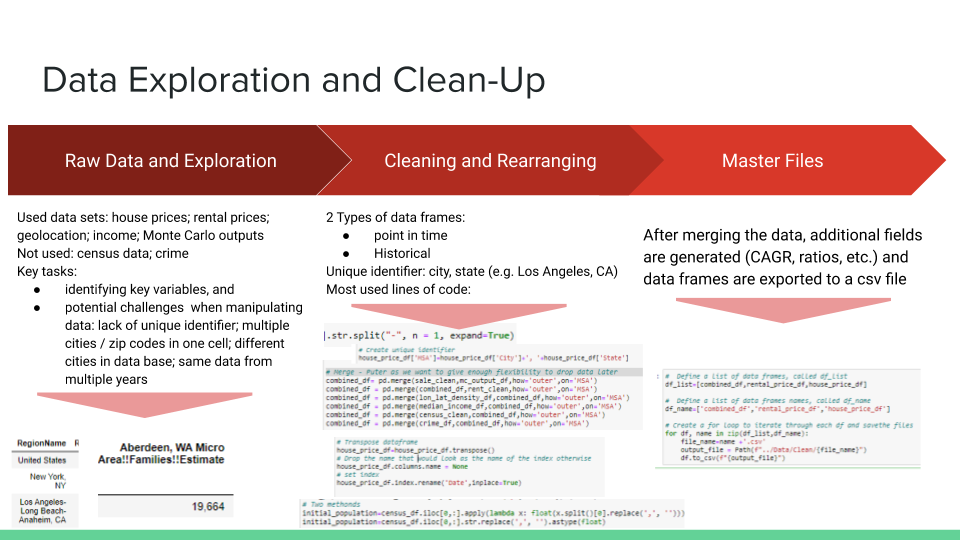 Data Exploration and Clean-Up
Raw Data and Exploration
Cleaning and Rearranging
Master Files
Used data sets: house prices; rental prices;
geolocation; income; Monte Carlo outputs
Not used: census data; crime
Key tasks:
● identifying key variables, and
● potential challenges when manipulating
data: lack of unique identifier; multiple
cities / zip codes in one cell; different
cities in data base; same data from
multiple years
RegionName R
United States
New York,
NY
Los Angeles-
Long Beach-
Anaheim, CA
Aberdeen, WA Micro
Area!!Families!!Estimate
19,664
2 Types of data frames:
● point in time
● Historical
Unique identifier: city, state (e.g. Los Angeles, CA)
Most used lines of code:
.str.split("-", n = 1, expand=True)
# Create unique identifier
house_price_df['MSA']=house_price_df['City']+', '+house_price_df['State']
# Merge - Puter as we want to give enough flexibility to drop data later
combined_df= pd.merge(sale_clean,mc_output_df,how='outer',on='MSA')
combined_df = pd.merge(combined_df,rent_clean,how='outer',on='MSA')
combined_df = pd.merge(lon_lat_density_df,combined_df,how='outer',on='MSA')
combined_df = pd.merge(median_income_df,combined_df,how='outer',on='MSA')
combined_df = pd.merge(census_clean,combined_df,how='outer',on='MSA')
combined_df = pd.merge(crime_df,combined_df,how='outer',on='MSA')
# Transpose dataframe
house_price_df=house_price_df.transpose()
# Drop the name that would look as the name of the index otherwise
house_price_df.columns.name = None
# set index
house_price_df.index.rename('Date',inplace=True)
# Two methonds
initial_population=census_df.iloc[0,:].apply(lambda x: float(x.split()[0].replace(',', '')))
initial_population=census_df.iloc[0,:].str.replace(',', '').astype(float)
After merging the data, additional fields
are generated (CAGR, ratios, etc.) and
data frames are exported to a csv file
: # Define a list of data frames, called df_list
df_list=[combined_df,rental_price_df,house_price_df]
# Define a list of data frames names, called df_name
df_name=['combined_df','rental_price_df','house_price_df']
# Create a for loop to iterate through each df and savethe files
for df, name in zip(df_list,df_name):
file_name=name +'.csv'
output_file = Path(f"../Data/Clean/{file_name}")
df.to_csv(f"{output_file}")